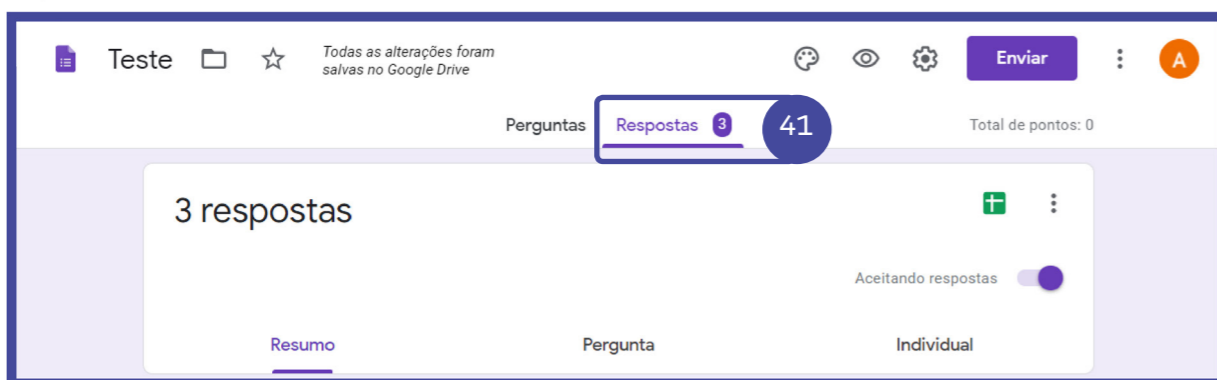 Teste
Todas as alterações foram
salvas no Google Drive
Enviar
A
Perguntas
Respostas 3
41
Total de pontos: 0
3 respostas
Aceitando respostas
Resumo
Pergunta
Individual